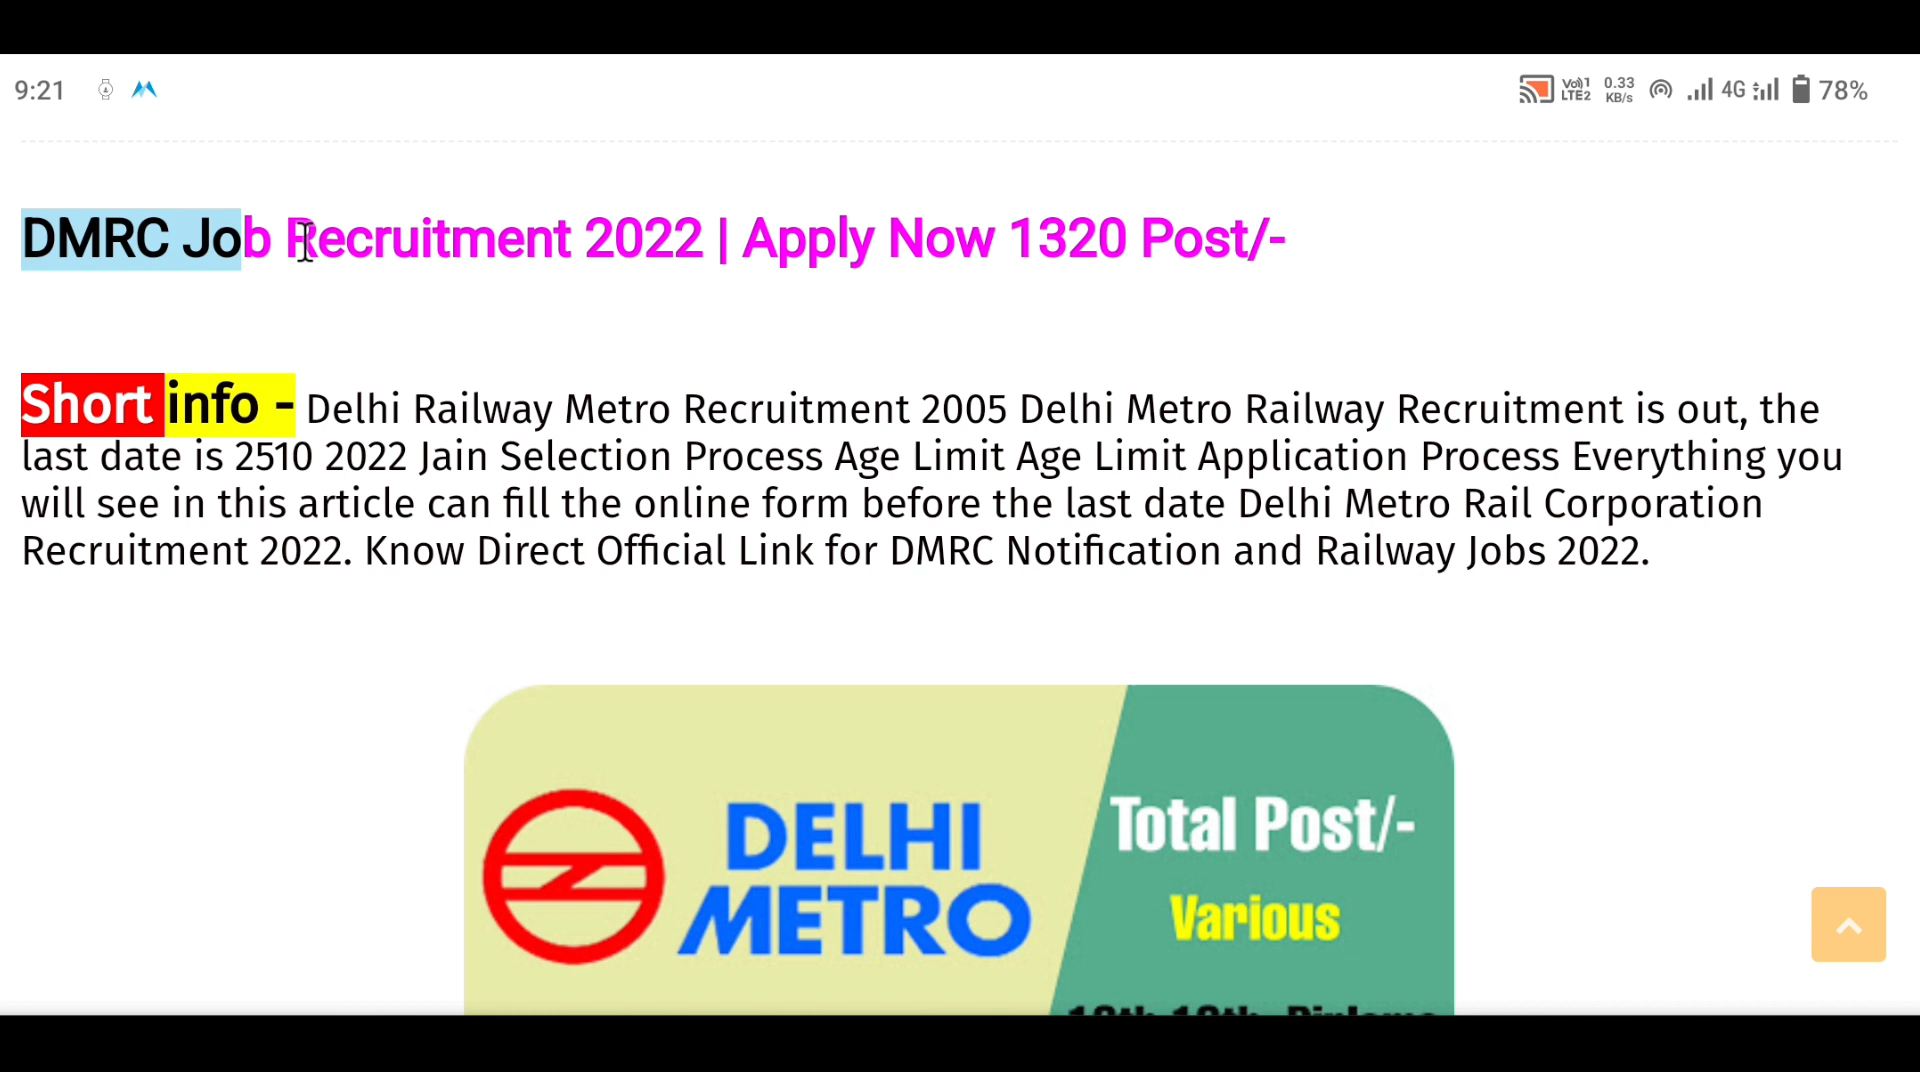 9:21
Vo))1 LTE2 0.33 KB/s 4G 78%
DMRC Job Recruitment 2022 | Apply Now 1320 Post/-
Short info - Delhi Railway Metro Recruitment 2005 Delhi Metro Railway Recruitment is out, the
last date is 2510 2022 Jain Selection Process Age Limit Age Limit Application Process Everything you
will see in this article can fill the online form before the last date Delhi Metro Rail Corporation
Recruitment 2022. Know Direct Official Link for DMRC Notification and Railway Jobs 2022.
DELHI
METRO
Total Post/-
Various